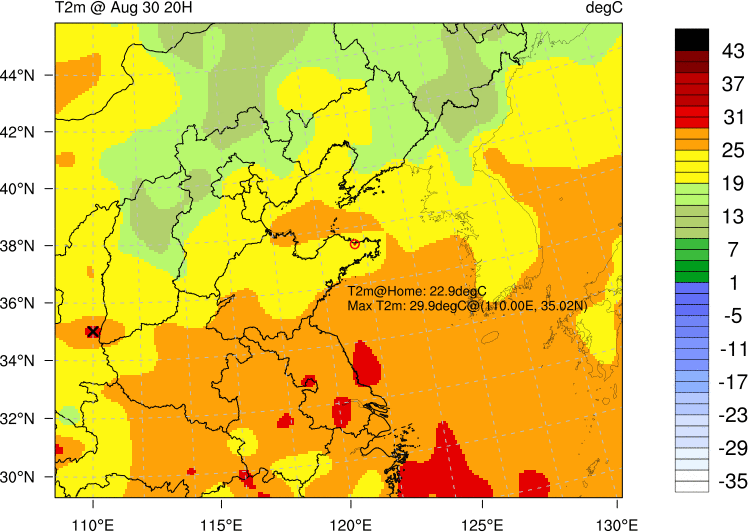 T2m @ Aug 30 20H
degC
44°N
42°N
40°N
38°N
36°N
34°N
32°N
30°N
T2m@Home: 22.9degC
Max T2m: 29.9degC@(110.00E, 35.02N)
110°E
115°E
120°E
125°E
130°E
43
37
31
25
19
13
7
1
-5
-11
-17
-23
-29
-35